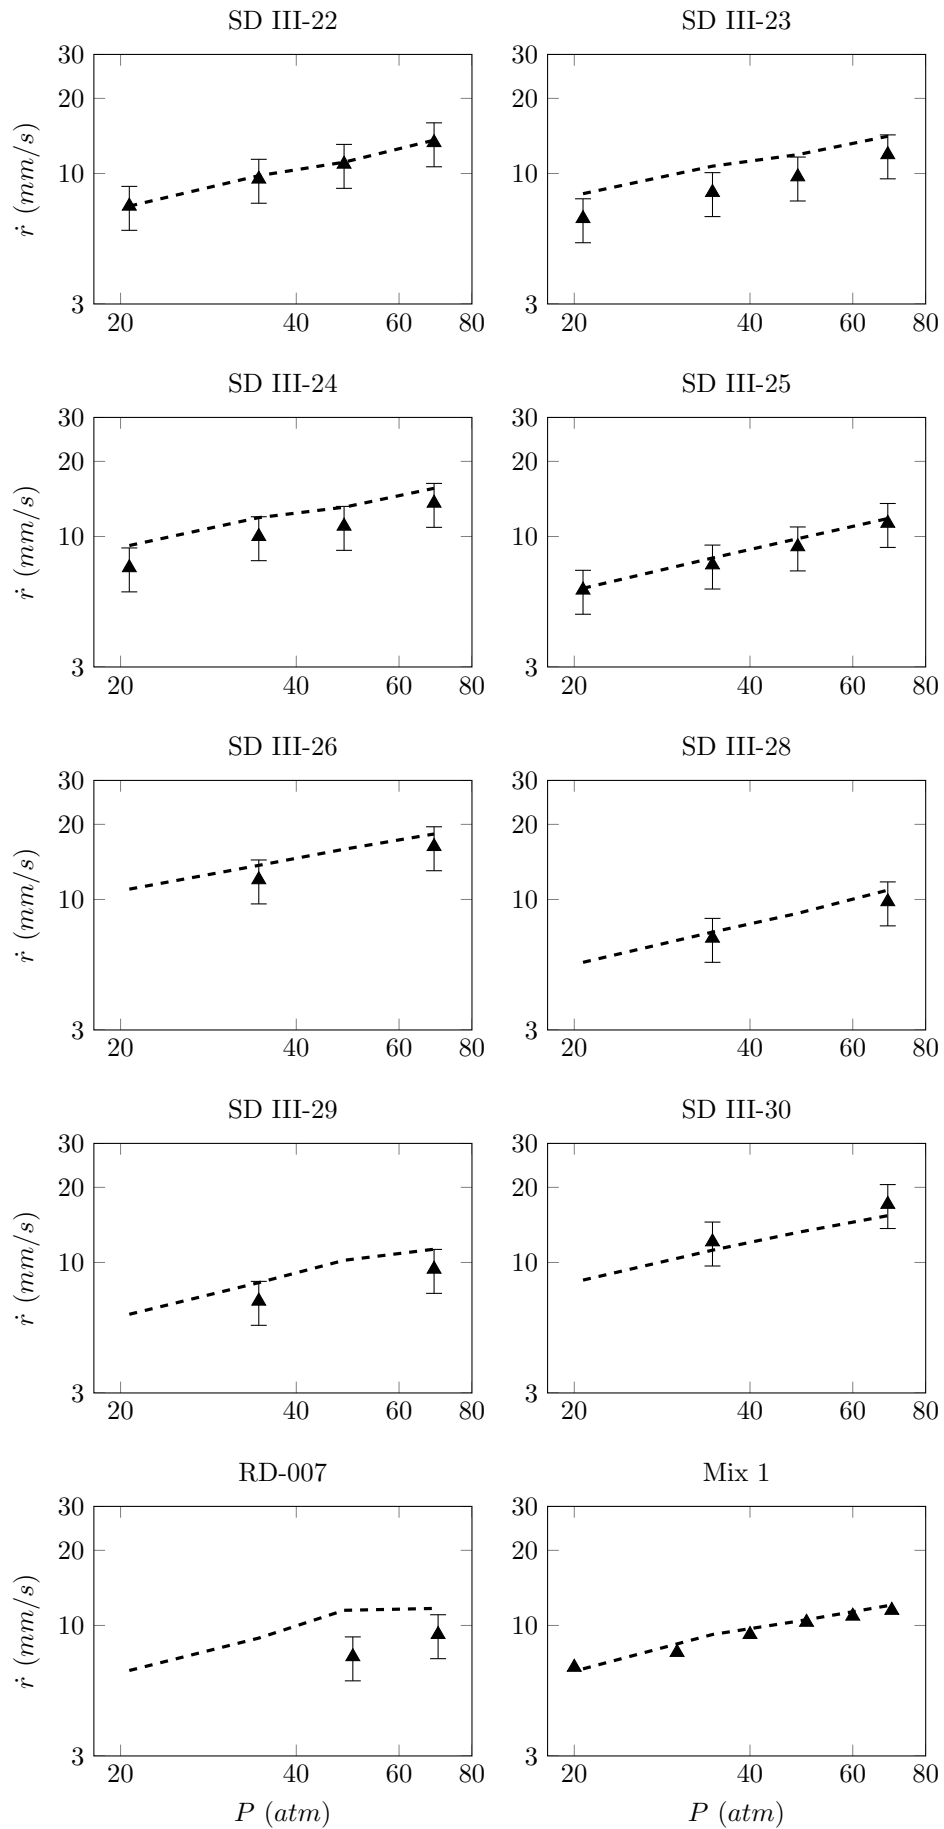 SD III-22
SD III-23
30
20
10
3
ṙ (mm/s)
20 40 60 80
30
20
10
3
20 40 60 80
SD III-24
SD III-25
30
20
10
3
ṙ (mm/s)
20 40 60 80
30
20
10
3
20 40 60 80
SD III-26
SD III-28
30
20
10
3
ṙ (mm/s)
20 40 60 80
30
20
10
3
20 40 60 80
SD III-29
SD III-30
30
20
10
3
ṙ (mm/s)
20 40 60 80
30
20
10
3
20 40 60 80
RD-007
Mix 1
30
20
10
3
ṙ (mm/s)
20 40 60 80
P (atm)
30
20
10
3
20 40 60 80
P (atm)